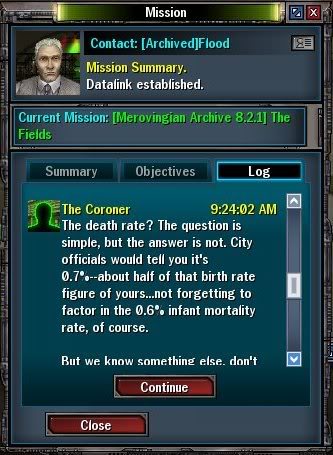 Mission
Contact: [Archived]Flood
Mission Summary.
Datalink established.
Current Mission: [Merovingian Archive 8.2.1] The
Fields
Summary
Objectives
Log
The Coroner 9:24:02 AM
The death rate? The question is
simple, but the answer is not. City
officials would tell you it's
0.7%--about half of that birth rate
figure of yours...not forgetting to
factor in the 0.6% infant mortality
rate, of course.
But we know something else, don't
Continue
Close